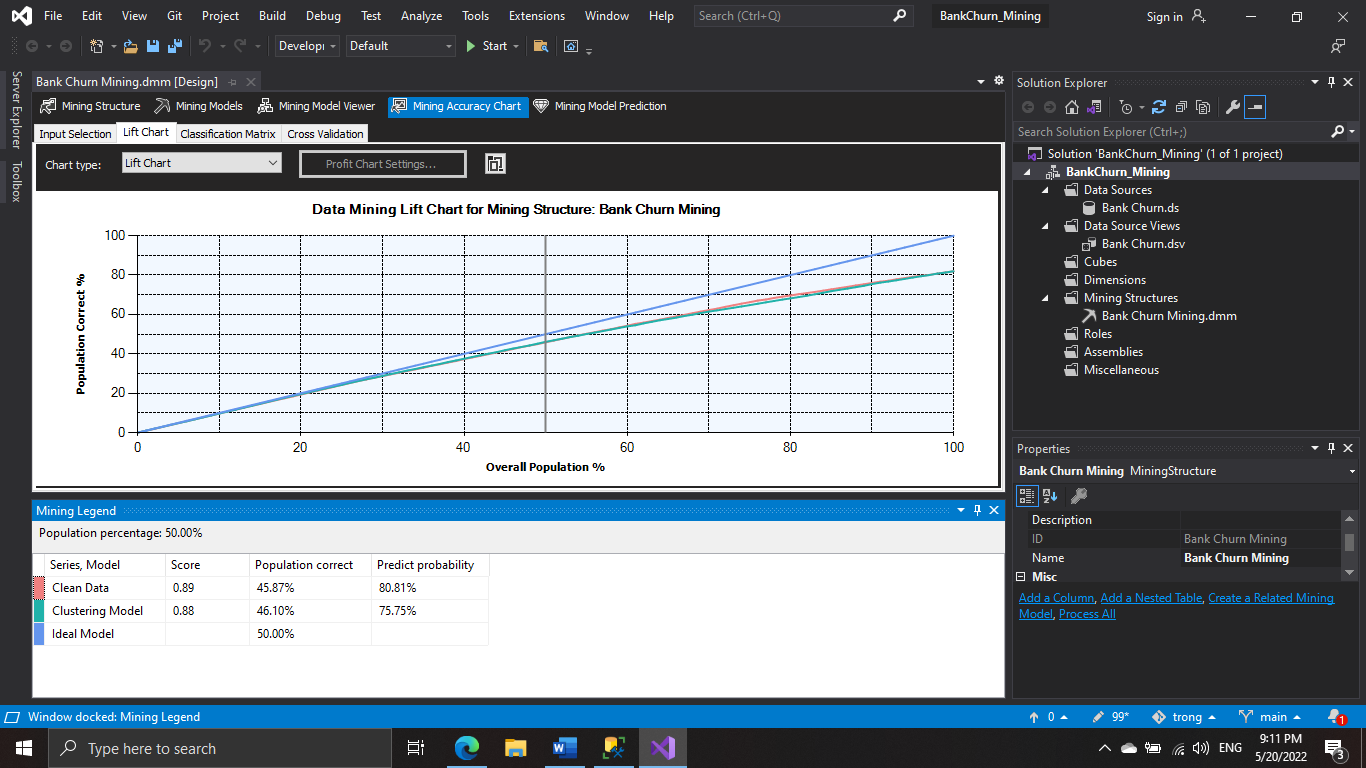 File Edit View Git Project Build Debug Test Analyze Tools Extensions Window Help Search (Ctrl+Q) BankChurn_Mining Sign in
Develop Default Start
Server Explorer
Toolbox
Bank Churn Mining.dmm [Design]
Mining Structure Mining Models Mining Model Viewer Mining Accuracy Chart Mining Model Prediction
Input Selection Lift Chart Classification Matrix Cross Validation
Chart type: Lift Chart Profit Chart Settings...
Data Mining Lift Chart for Mining Structure: Bank Churn Mining
Population Correct %
100
80
60
40
20
0
0 20 40 60 80 100
Overall Population %
Mining Legend
Population percentage: 50.00%
Series, Model Score Population correct Predict probability
Clean Data 0.89 45.87% 80.81%
Clustering Model 0.88 46.10% 75.75%
Ideal Model 50.00%
Solution Explorer
Search Solution Explorer (Ctrl+;)
Solution 'BankChurn_Mining' (1 of 1 project)
BankChurn_Mining
Data Sources
Bank Churn.ds
Data Source Views
Bank Churn.dsv
Cubes
Dimensions
Mining Structures
Bank Churn Mining.dmm
Roles
Assemblies
Miscellaneous
Properties
Bank Churn Mining MiningStructure
Description
ID Bank Churn Mining
Name Bank Churn Mining
Misc
Add a Column, Add a Nested Table, Create a Related Mining
Model, Process All
Window docked: Mining Legend 0 99* trong main 1
Type here to search ENG 9:11 PM
5/20/2022 3